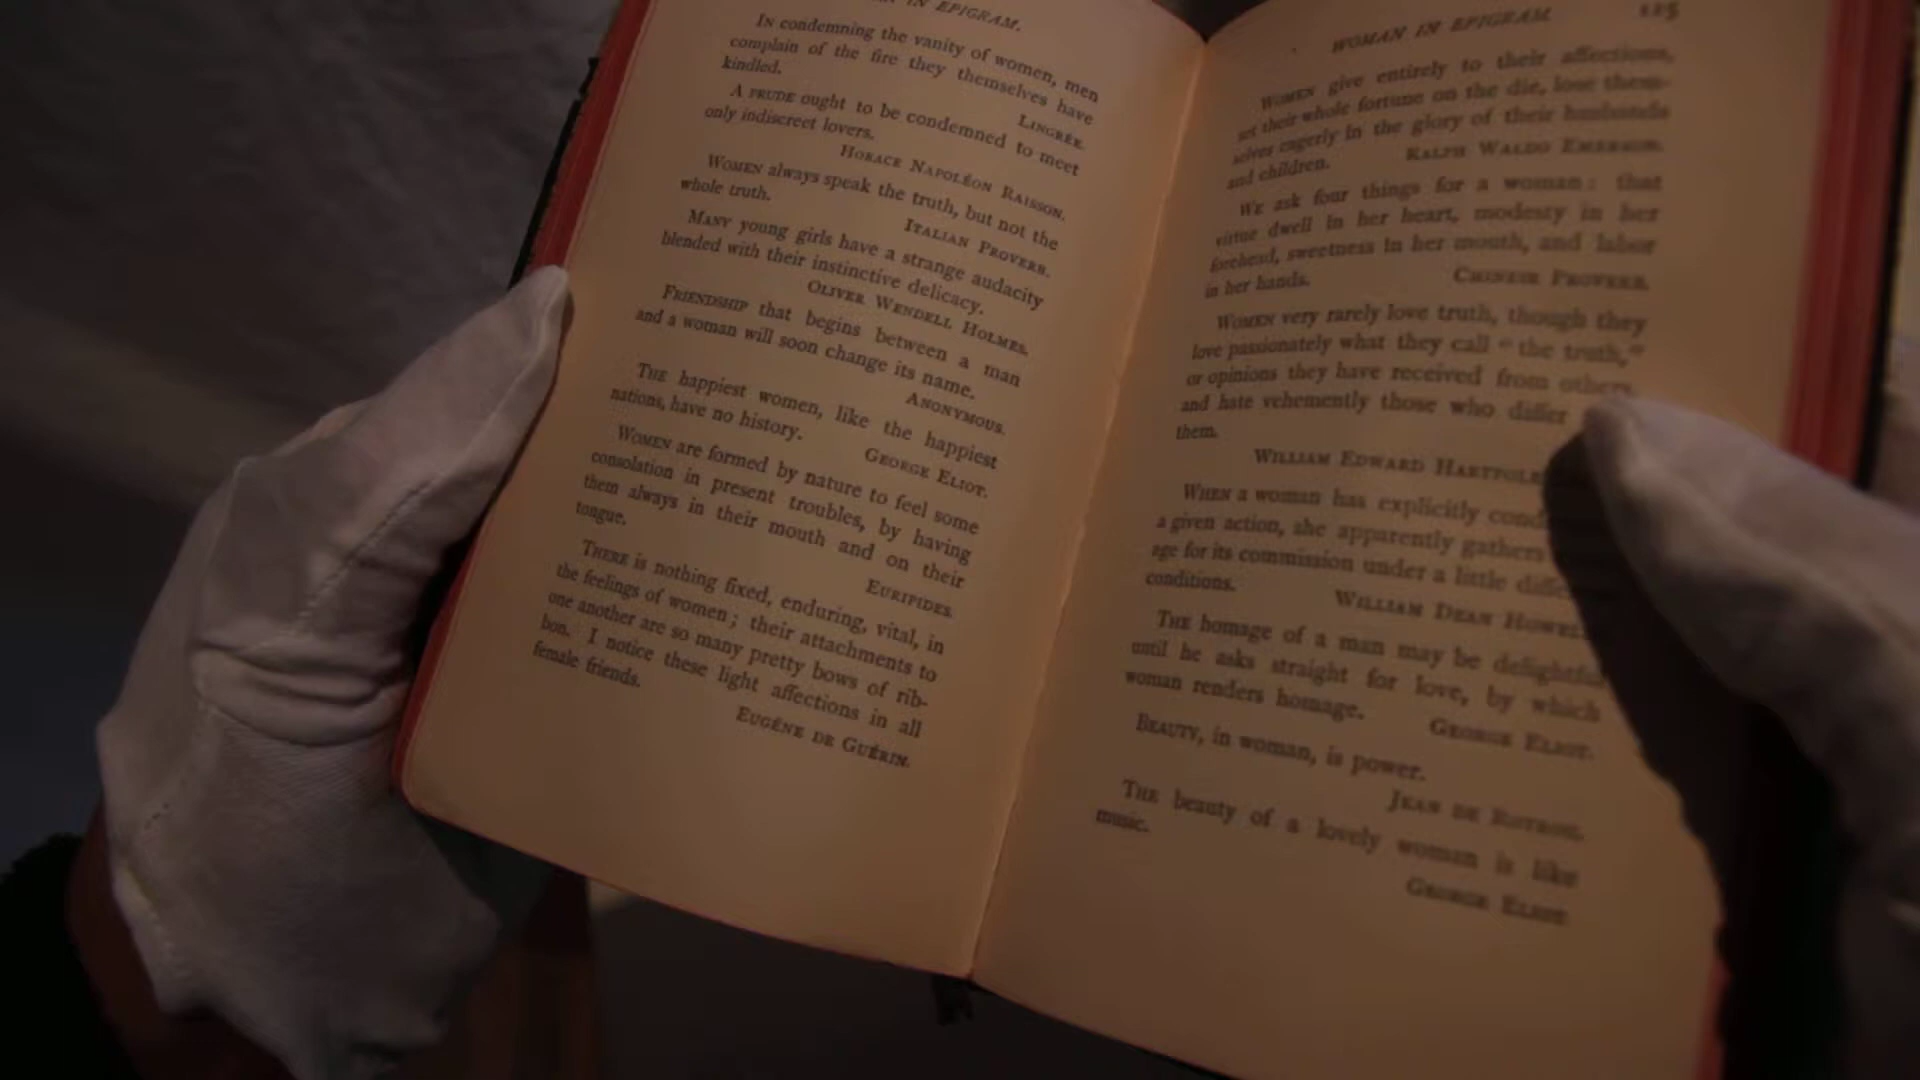 IN EPIGRAM.
In condemning the vanity of women, men
complain of the fire they themselves have
kindled.
Lingrée.
A prude ought to be condemned to meet
only indiscreet lovers.
Horace Napoléon Raisson.
Women always speak the truth, but not the
whole truth.
Italian Proverb.
Many young girls have a strange audacity
blended with their instinctive delicacy.
Oliver Wendell Holmes.
Friendship that begins between a man
and a woman will soon change its name.
Anonymous.
The happiest women, like the happiest
nations, have no history.
George Eliot.
Women are formed by nature to feel some
consolation in present troubles, by having
them always in their mouth and on their
tongue.
Euripides.
There is nothing fixed, enduring, vital, in
the feelings of women; their attachments to
one another are so many pretty bows of rib-
bon. I notice these light affections in all
female friends.
Eugénie de Guérin.
WOMAN IN EPIGRAM. 125
Women give entirely to their affections,
set their whole fortune on the die, lose them-
selves eagerly in the glory of their husbands
and children. Ralph Waldo Emerson.
We ask four things for a woman: that
virtue dwell in her heart, modesty in her
forehead, sweetness in her mouth, and labor
in her hands. Chinese Proverb.
Women very rarely love truth, though they
love passionately what they call "the truth,"
or opinions they have received from others,
and hate vehemently those who differ
them.
William Edward
When a woman has explicitly
a given action, she apparently gathers
age for its commission under a little
conditions. William Dean
The homage of a man may be delightful
until he asks straight for love, by which
woman renders homage. George Eliot.
Beauty, in woman, is power.
Jean de Rotrou.
The beauty of a lovely woman is like
music.
George Eliot